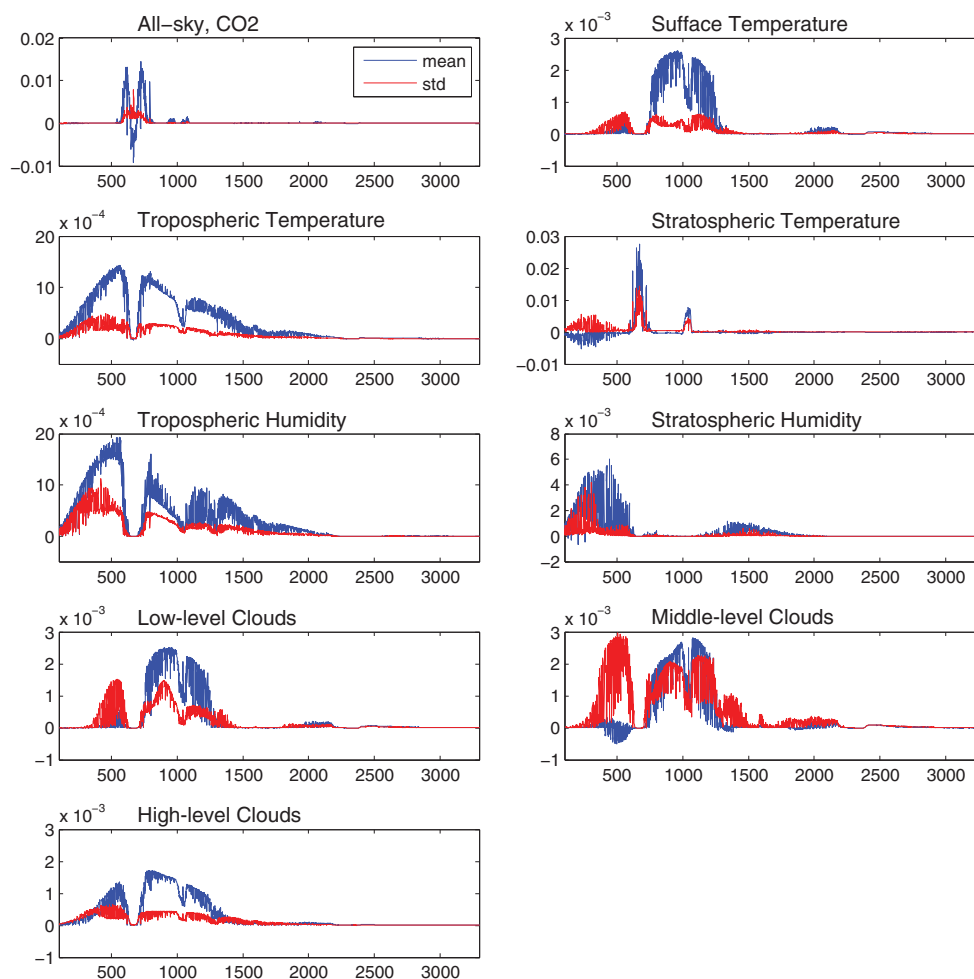 All-sky, CO2
0.02
0.01
0
−0.01
mean
std
500 1000 1500 2000 2500 3000
Sufface Temperature
x 10−3
3
2
1
0
−1
500 1000 1500 2000 2500 3000
Tropospheric Temperature
x 10−4
20
10
0
500 1000 1500 2000 2500 3000
Stratospheric Temperature
0.03
0.02
0.01
0
−0.01
500 1000 1500 2000 2500 3000
Tropospheric Humidity
x 10−4
20
10
0
500 1000 1500 2000 2500 3000
Stratospheric Humidity
x 10−3
8
6
4
2
0
−2
500 1000 1500 2000 2500 3000
Low-level Clouds
x 10−3
3
2
1
0
−1
500 1000 1500 2000 2500 3000
Middle-level Clouds
x 10−3
3
2
1
0
−1
500 1000 1500 2000 2500 3000
High-level Clouds
x 10−3
3
2
1
0
−1
500 1000 1500 2000 2500 3000